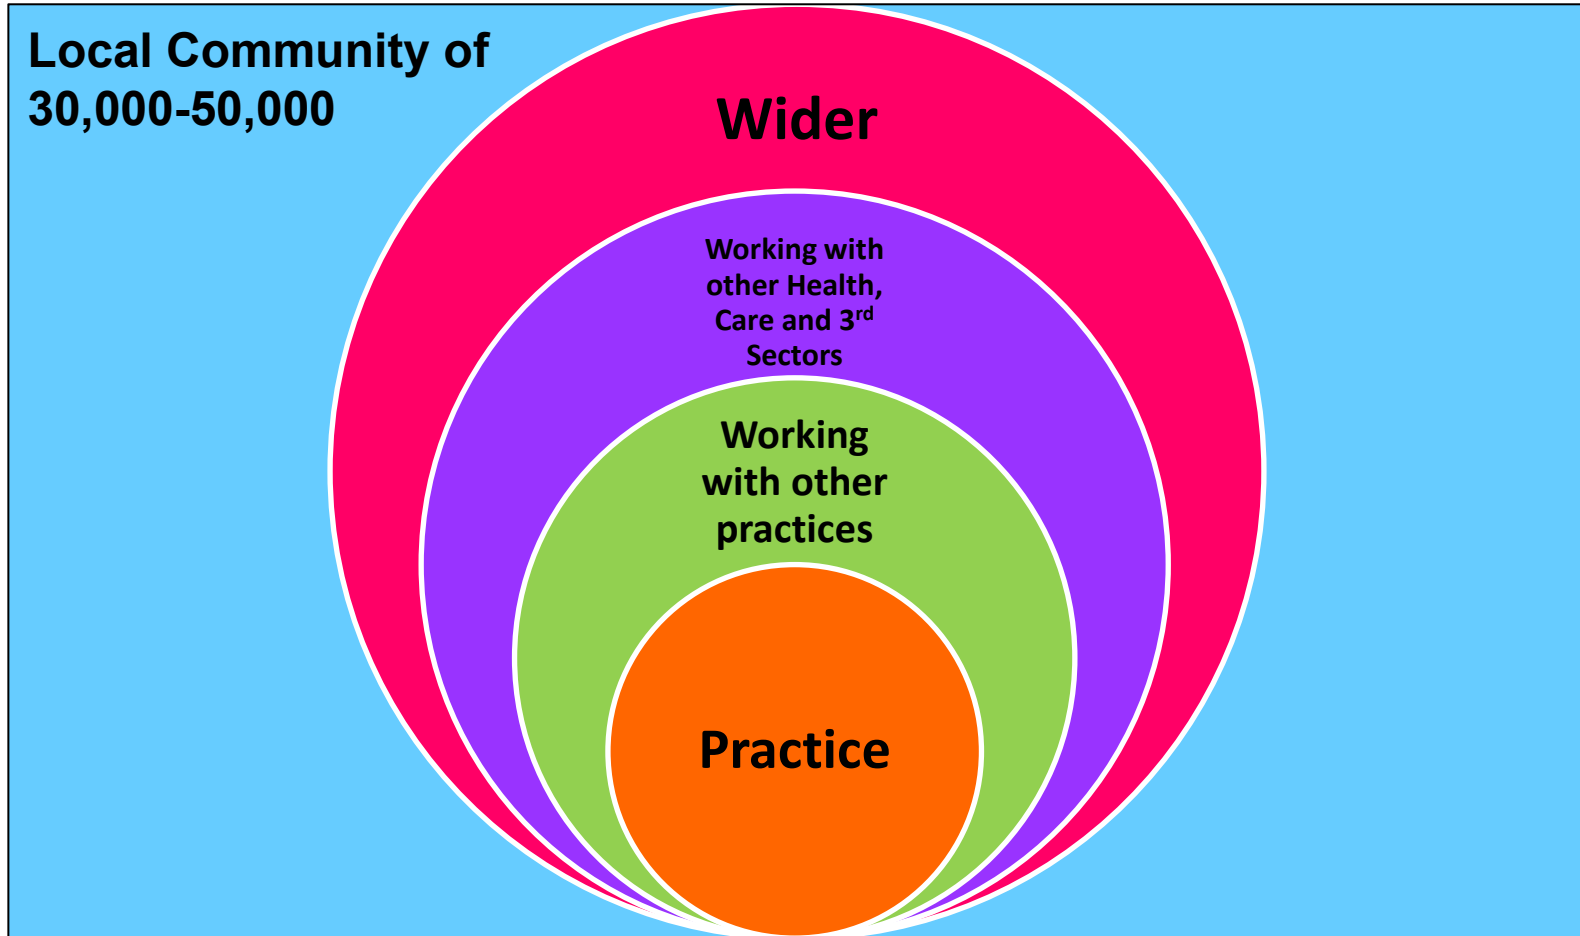 Local Community of
30,000-50,000
Wider
Working with
other Health,
Care and 3rd
Sectors
Working
with other
practices
Practice